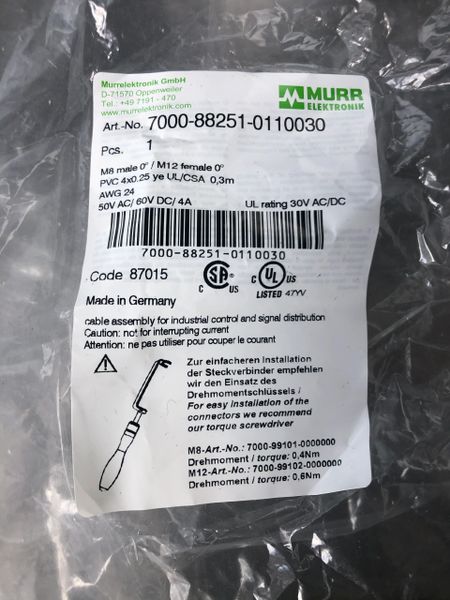 Murrelektronik GmbH
D-71570 Oppenweiler
Tel.: +49 7191 - 470
www.murrelektronik.com
MURR
ELEKTRONIK
Art.-No. 7000-88251-0110030
Pcs. 1
M8 male 0° / M12 female 0°
PVC 4x0.25 ye UL/CSA 0,3m
AWG 24
50V AC/ 60V DC/ 4A UL rating 30V AC/DC
7000-88251-0110030
Code 87015
C SA US
C UL US
LISTED 47YV
Made in Germany
cable assembly for industrial control and signal distribution
Caution: not for interrupting current
Attention: ne pas utiliser pour couper le courant
Zur einfacheren Installation
der Steckverbinder empfehlen
wir den Einsatz des
Drehmomentschlüssels /
For easy installation of the
connectors we recommend
our torque screwdriver
M8-Art.-No.: 7000-99101-0000000
Drehmoment / torque: 0,4Nm
M12-Art.-No.: 7000-99102-0000000
Drehmoment / torque: 0,6Nm